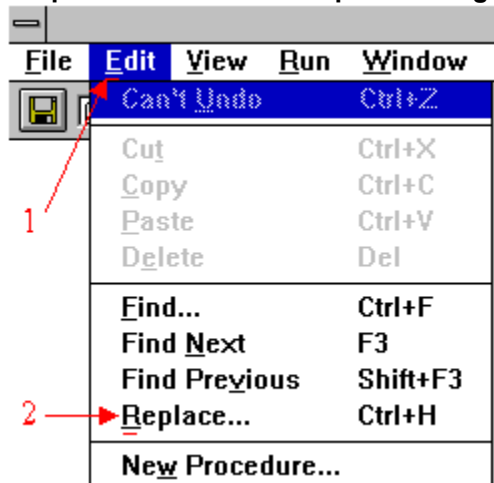 File Edit View Run Window
1
Can't Undo Ctrl+Z
Cut Ctrl+X
Copy Ctrl+C
Paste Ctrl+V
Delete Del
Find... Ctrl+F
Find Next F3
Find Previous Shift+F3
2 Replace... Ctrl+H
New Procedure...